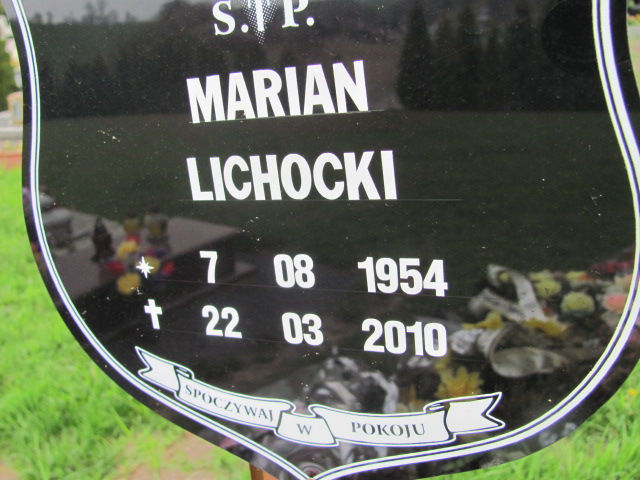 Ś. P.
MARIAN
LICHOCKI
* 7 08 1954
✝ 22 03 2010
SPOCZYWAJ W POKOJU